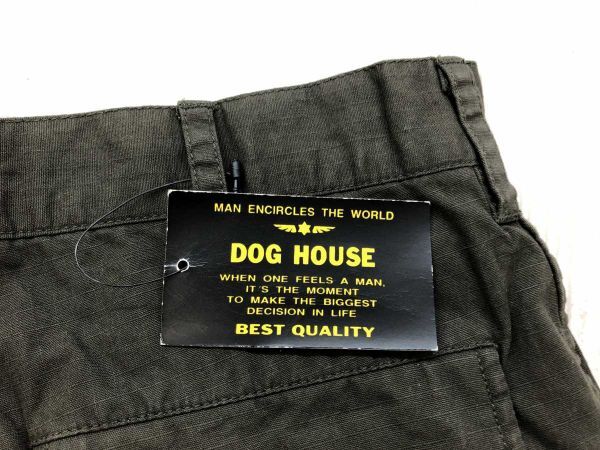 MAN ENCIRCLES THE WORLD
DOG HOUSE
WHEN ONE FEELS A MAN,
IT'S THE MOMENT
TO MAKE THE BIGGEST
DECISION IN LIFE
BEST QUALITY